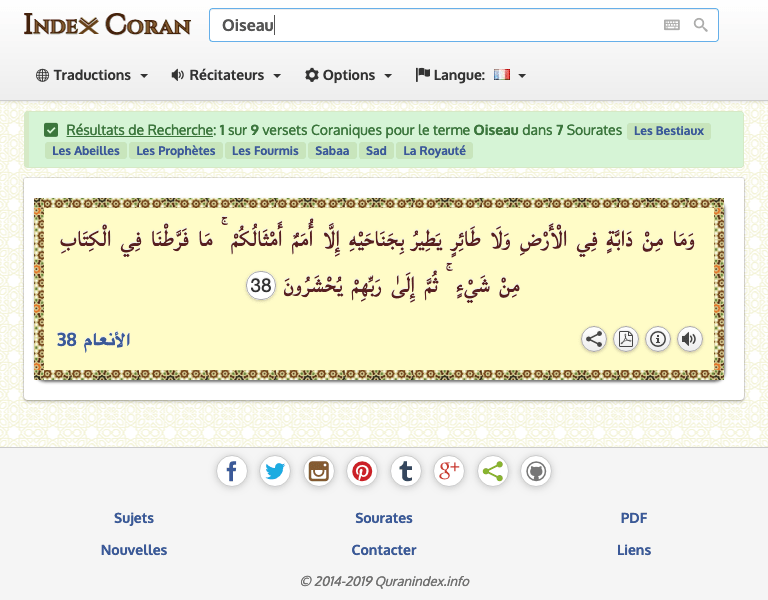 INDEX CORAN
Oiseau
Traductions
Récitateurs
Options
Langue:
Résultats de Recherche: 1 sur 9 versets Coraniques pour le terme Oiseau dans 7 Sourates Les Bestiaux
Les Abeilles Les Prophètes Les Fourmis Sabaa Sad La Royauté
وَمَا مِنْ دَابَّةٍ فِي الْأَرْضِ وَلَا طَائِرٍ يَطِيرُ بِجَنَاحَيْهِ إِلَّا أُمَمٌ أَمْثَالُكُمْ ۚ مَا فَرَّطْنَا فِي الْكِتَابِ
مِنْ شَيْءٍ ۚ ثُمَّ إِلَىٰ رَبِّهِمْ يُحْشَرُونَ 38
الأنعام 38
f t g+
Sujets Sourates PDF
Nouvelles Contacter Liens
© 2014-2019 Quranindex.info